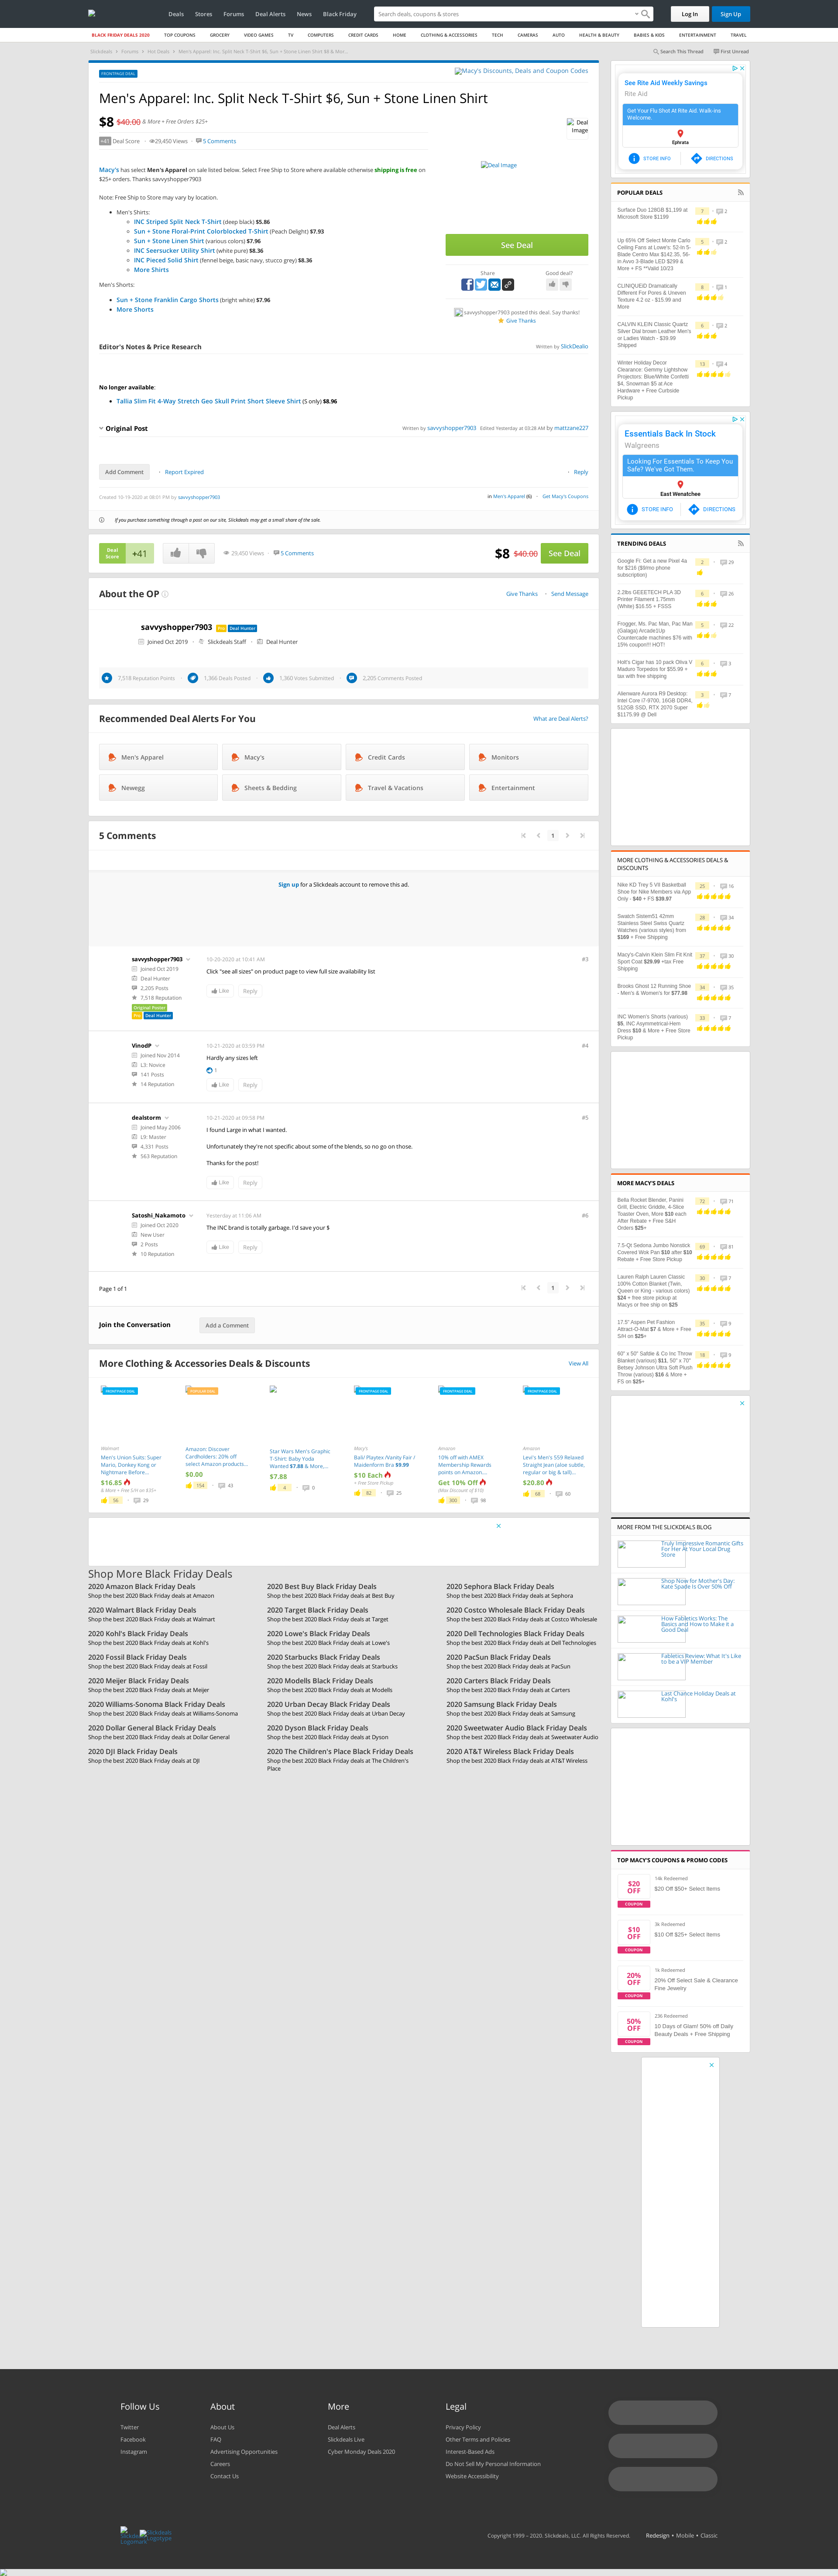 Deals
Stores
Forums
Deal Alerts
News
Black Friday
Search deals, coupons & stores
Log In
Sign Up
BLACK FRIDAY DEALS 2020
TOP COUPONS
GROCERY
VIDEO GAMES
TV
COMPUTERS
CREDIT CARDS
HOME
CLOTHING & ACCESSORIES
TECH
CAMERAS
AUTO
HEALTH & BEAUTY
BABIES & KIDS
ENTERTAINMENT
TRAVEL
Slickdeals
Forums
Hot Deals
Men's Apparel: Inc. Split Neck T-Shirt $6, Sun + Stone Linen Shirt $8 & Mor...
Search This Thread
First Unread
FRONTPAGE DEAL
Macy's Discounts, Deals and Coupon Codes
Men's Apparel: Inc. Split Neck T-Shirt $6, Sun + Stone Linen Shirt
$8 $40.00 & More + Free Orders $25+
+41 Deal Score
29,450 Views
5 Comments
Deal Image
Deal Image
Macy's has select Men's Apparel on sale listed below. Select Free Ship to Store where available otherwise shipping is free on
$25+ orders. Thanks savvyshopper73
Note: Free Ship to Store may vary by location.
Men's Shirts:
INC Striped Split Neck T-Shirt (deep black) $5.86
Sun + Stone Floral-Print Colorblocked T-Shirt (Peach Delight) $7.93
Sun + Stone Linen Shirt (various colors) $7.96
INC Seersucker Utility Shirt (white pure) $8.36
INC Pieced Solid Shirt (fennel beige, basic navy, stucco grey) $8.36
More Shirts
Men's Shorts:
Sun + Stone Franklin Cargo Shorts (bright white) $7.96
More Shorts
See Deal
Share
Good deal?
savvyshopper7903 posted this deal. Say thanks!
Give Thanks
Editor's Notes & Price Research
Written by SlickDealio
No longer available:
Tallia Slim Fit 4-Way Stretch Geo Skull Print Short Sleeve Shirt (S only) $8.96
Original Post
Written by savvyshopper7903 Edited Yesterday at 03:28 AM by mattzane227
Add Comment
Report Expired
Reply
Created 10-19-2020 at 08:01 PM by savvyshopper7903
in Men's Apparel (6)
Get Macy's Coupons
If you purchase something through a post on our site, Slickdeals may get a small share of the sale.
Deal Score
+41
29,450 Views
5 Comments
$8 $40.00
See Deal
About the OP
Give Thanks
Send Message
savvyshopper7903 Pro Deal Hunter
Joined Oct 2019
Slickdeals Staff
Deal Hunter
7,518 Reputation Points
1,366 Deals Posted
1,360 Votes Submitted
2,205 Comments Posted
Recommended Deal Alerts For You
What are Deal Alerts?
Men's Apparel
Macy's
Credit Cards
Monitors
Newegg
Sheets & Bedding
Travel & Vacations
Entertainment
5 Comments
1
Sign up for a Slickdeals account to remove this ad.
savvyshopper7903
Joined Oct 2019
Deal Hunter
2,205 Posts
7,518 Reputation
Original Poster
Pro Deal Hunter
10-20-2020 at 10:41 AM
#3
Click "see all sizes" on product page to view full size availability list
Like
Reply
VinodP
Joined Nov 2014
L3: Novice
141 Posts
14 Reputation
10-21-2020 at 03:59 PM
#4
Hardly any sizes left
1
Like
Reply
dealstorm
Joined May 2006
L9: Master
4,331 Posts
563 Reputation
10-21-2020 at 09:58 PM
#5
I found Large in what I wanted.
Unfortunately they're not specific about some of the blends, so no go on those.
Thanks for the post!
Like
Reply
Satoshi_Nakamoto
Joined Oct 2020
New User
2 Posts
10 Reputation
Yesterday at 11:06 AM
#6
The INC brand is totally garbage. I'd save your $
Like
Reply
Page 1 of 1
1
Join the Conversation
Add a Comment
More Clothing & Accessories Deals & Discounts
View All
FRONTPAGE DEAL
Walmart
Men's Union Suits: Super Mario, Donkey Kong or Nightmare Before...
$16.85
& More + Free S/H on $35+
56
29
POPULAR DEAL
Amazon: Discover Cardholders: 20% off select Amazon products...
$0.00
154
43
Star Wars Men's Graphic T-Shirt: Baby Yoda Wanted $7.88 & More,...
$7.88
4
0
FRONTPAGE DEAL
Macy's
Bali/ Playtex /Vanity Fair / Maidenform Bra $9.99
$10 Each
+ Free Store Pickup
82
25
FRONTPAGE DEAL
Amazon
10% off with AMEX Membership Rewards points on Amazon....
Get 10% Off
(Max Discount of $10)
300
98
FRONTPAGE DEAL
Amazon
Levi's Men's 559 Relaxed Straight Jean (aloe subtle, regular or big & tall)...
$20.80
68
60
Shop More Black Friday Deals
2020 Amazon Black Friday Deals
Shop the best 2020 Black Friday deals at Amazon
2020 Best Buy Black Friday Deals
Shop the best 2020 Black Friday deals at Best Buy
2020 Sephora Black Friday Deals
Shop the best 2020 Black Friday deals at Sephora
2020 Walmart Black Friday Deals
Shop the best 2020 Black Friday deals at Walmart
2020 Target Black Friday Deals
Shop the best 2020 Black Friday deals at Target
2020 Costco Wholesale Black Friday Deals
Shop the best 2020 Black Friday deals at Costco Wholesale
2020 Kohl's Black Friday Deals
Shop the best 2020 Black Friday deals at Kohl's
2020 Lowe's Black Friday Deals
Shop the best 2020 Black Friday deals at Lowe's
2020 Dell Technologies Black Friday Deals
Shop the best 2020 Black Friday deals at Dell Technologies
2020 Fossil Black Friday Deals
Shop the best 2020 Black Friday deals at Fossil
2020 Starbucks Black Friday Deals
Shop the best 2020 Black Friday deals at Starbucks
2020 PacSun Black Friday Deals
Shop the best 2020 Black Friday deals at PacSun
2020 Meijer Black Friday Deals
Shop the best 2020 Black Friday deals at Meijer
2020 Modells Black Friday Deals
Shop the best 2020 Black Friday deals at Modells
2020 Carters Black Friday Deals
Shop the best 2020 Black Friday deals at Carters
2020 Williams-Sonoma Black Friday Deals
Shop the best 2020 Black Friday deals at Williams-Sonoma
2020 Urban Decay Black Friday Deals
Shop the best 2020 Black Friday deals at Urban Decay
2020 Samsung Black Friday Deals
Shop the best 2020 Black Friday deals at Samsung
2020 Dollar General Black Friday Deals
Shop the best 2020 Black Friday deals at Dollar General
2020 Dyson Black Friday Deals
Shop the best 2020 Black Friday deals at Dyson
2020 Sweetwater Audio Black Friday Deals
Shop the best 2020 Black Friday deals at Sweetwater Audio
2020 DJI Black Friday Deals
Shop the best 2020 Black Friday deals at DJI
2020 The Children's Place Black Friday Deals
Shop the best 2020 Black Friday deals at The Children's
Place
2020 AT&T Wireless Black Friday Deals
Shop the best 2020 Black Friday deals at AT&T Wireless
See Rite Aid Weekly Savings
Rite Aid
Get Your Flu Shot At Rite Aid. Walk-ins
Welcome.
Ephrata
STORE INFO
DIRECTIONS
POPULAR DEALS
Surface Duo 128GB $1,199 at Microsoft Store $1199
7
2
Up 65% Off Select Monte Carlo Ceiling Fans at Lowe's: 52-in 5-Blade Centro Max $142.35, 56-in Arvo 3-Blade LED $299 & More + FS **Valid 10/23
5
2
CLINIQUE/iD Dramatically Different For Pores & Uneven Texture 4.2 oz - $15.99 and More
8
1
CALVIN KLEIN Classic Quartz Silver Dial brown Leather Men's or Ladies Watch - $39.99 Shipped
6
2
Winter Holiday Decor Clearance: Gemmy Lightshow Projectors: Blue/White Confetti $4, Snowman $5 at Ace Hardware + Free Curbside Pickup
13
4
Essentials Back In Stock
Walgreens
Looking For Essentials To Keep You
Safe? We've Got Them.
East Wenatchee
STORE INFO
DIRECTIONS
TRENDING DEALS
Google Fi: Get a new Pixel 4a for $216 ($9/mo phone subscription)
2
29
2.2lbs GEEETECH PLA 3D Printer Filament 1.75mm (White) $16.55 + FSSS
6
26
Frogger, Ms. Pac Man, Pac Man (Galaga) Arcade1Up Countercade machines $76 with 15% coupon!!! HOT!
5
22
Holt's Cigar has 10 pack Oliva V Maduro Torpedos for $55.99 + tax with free shipping
6
3
Alienware Aurora R9 Desktop: Intel Core i7-9700, 16GB DDR4, 512GB SSD, RTX 2070 Super $1175.99 @ Dell
3
7
MORE CLOTHING & ACCESSORIES DEALS &
DISCOUNTS
Nike KD Trey 5 VII Basketball Shoe for Nike Members via App Only - $40 + FS $39.97
25
16
Swatch Sistem51 42mm Stainless Steel Swiss Quartz Watches (various styles) from $169 + Free Shipping
28
34
Macy's-Calvin Klein Slim Fit Knit Sport Coat $29.99 +tax Free Shipping
37
30
Brooks Ghost 12 Running Shoe - Men's & Women's for $77.98
34
35
INC Women's Shorts (various) $5, INC Asymmetrical-Hem Dress $10 & More + Free Store Pickup
33
7
MORE MACY'S DEALS
Bella Rocket Blender, Panini Grill, Electric Griddle, 4-Slice Toaster Oven, More $10 each After Rebate + Free S&H Orders $25+
72
71
7.5-Qt Sedona Jumbo Nonstick Covered Wok Pan $10 after $10 Rebate + Free Store Pickup
69
81
Lauren Ralph Lauren Classic 100% Cotton Blanket (Twin, Queen or King - various colors) $24 + free store pickup at Macys or free ship on $25
30
7
17.5" Aspen Pet Fashion Attract-O-Mat $7 & More + Free S/H on $25+
35
9
60" x 50" Saffile & Co Inc Throw Blanket (various) $11, 50" x 70" Betsey Johnson Ultra Soft Plush Throw (various) $16 & More + FS on $25+
18
9
MORE FROM THE SLICKDEALS BLOG
Truly Impressive Romantic Gifts For Her At Your Local Drug Store
Shop Now for Mother's Day: Kate Spade Is Over 50% Off
How Fabletics Works: The Basics and How to Make it a Good Deal
Fabletics Review: What it's Like to be a VIP Member
Last Chance Holiday Deals at Kohl's
TOP MACY'S COUPONS & PROMO CODES
$20 OFF
COUPON
14k Redeemed
$20 Off $50+ Select Items
$10 OFF
COUPON
3k Redeemed
$10 Off $25+ Select Items
20% OFF
COUPON
1k Redeemed
20% Off Select Sale & Clearance Fine Jewelry
50% OFF
COUPON
236 Redeemed
10 Days of Glam! 50% off Daily Beauty Deals + Free Shipping
Follow Us
Twitter
Facebook
Instagram
About
About Us
FAQ
Advertising Opportunities
Careers
Contact Us
More
Deal Alerts
Slickdeals Live
Cyber Monday Deals 2020
Legal
Privacy Policy
Other Terms and Policies
Interest-Based Ads
Do Not Sell My Personal Information
Website Accessibility
Slickdeals Logomark
Slickdeals Logotype
Copyright 1999 – 2020. Slickdeals, LLC. All Rights Reserved.
Redesign • Mobile • Classic